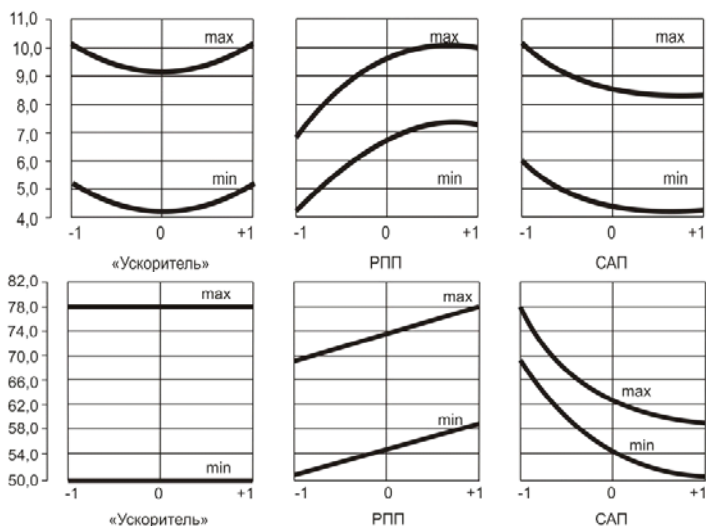 11,0
10,0
9,0
8,0
7,0
6,0
5,0
4,0
max
min
-1 0 +1
«Ускоритель»
max
min
-1 0 +1
РПП
max
min
-1 0 +1
САП
82,0
78,0
74,0
70,0
66,0
62,0
58,0
54,0
50,0
max
min
-1 0 +1
«Ускоритель»
max
min
-1 0 +1
РПП
max
min
-1 0 +1
САП